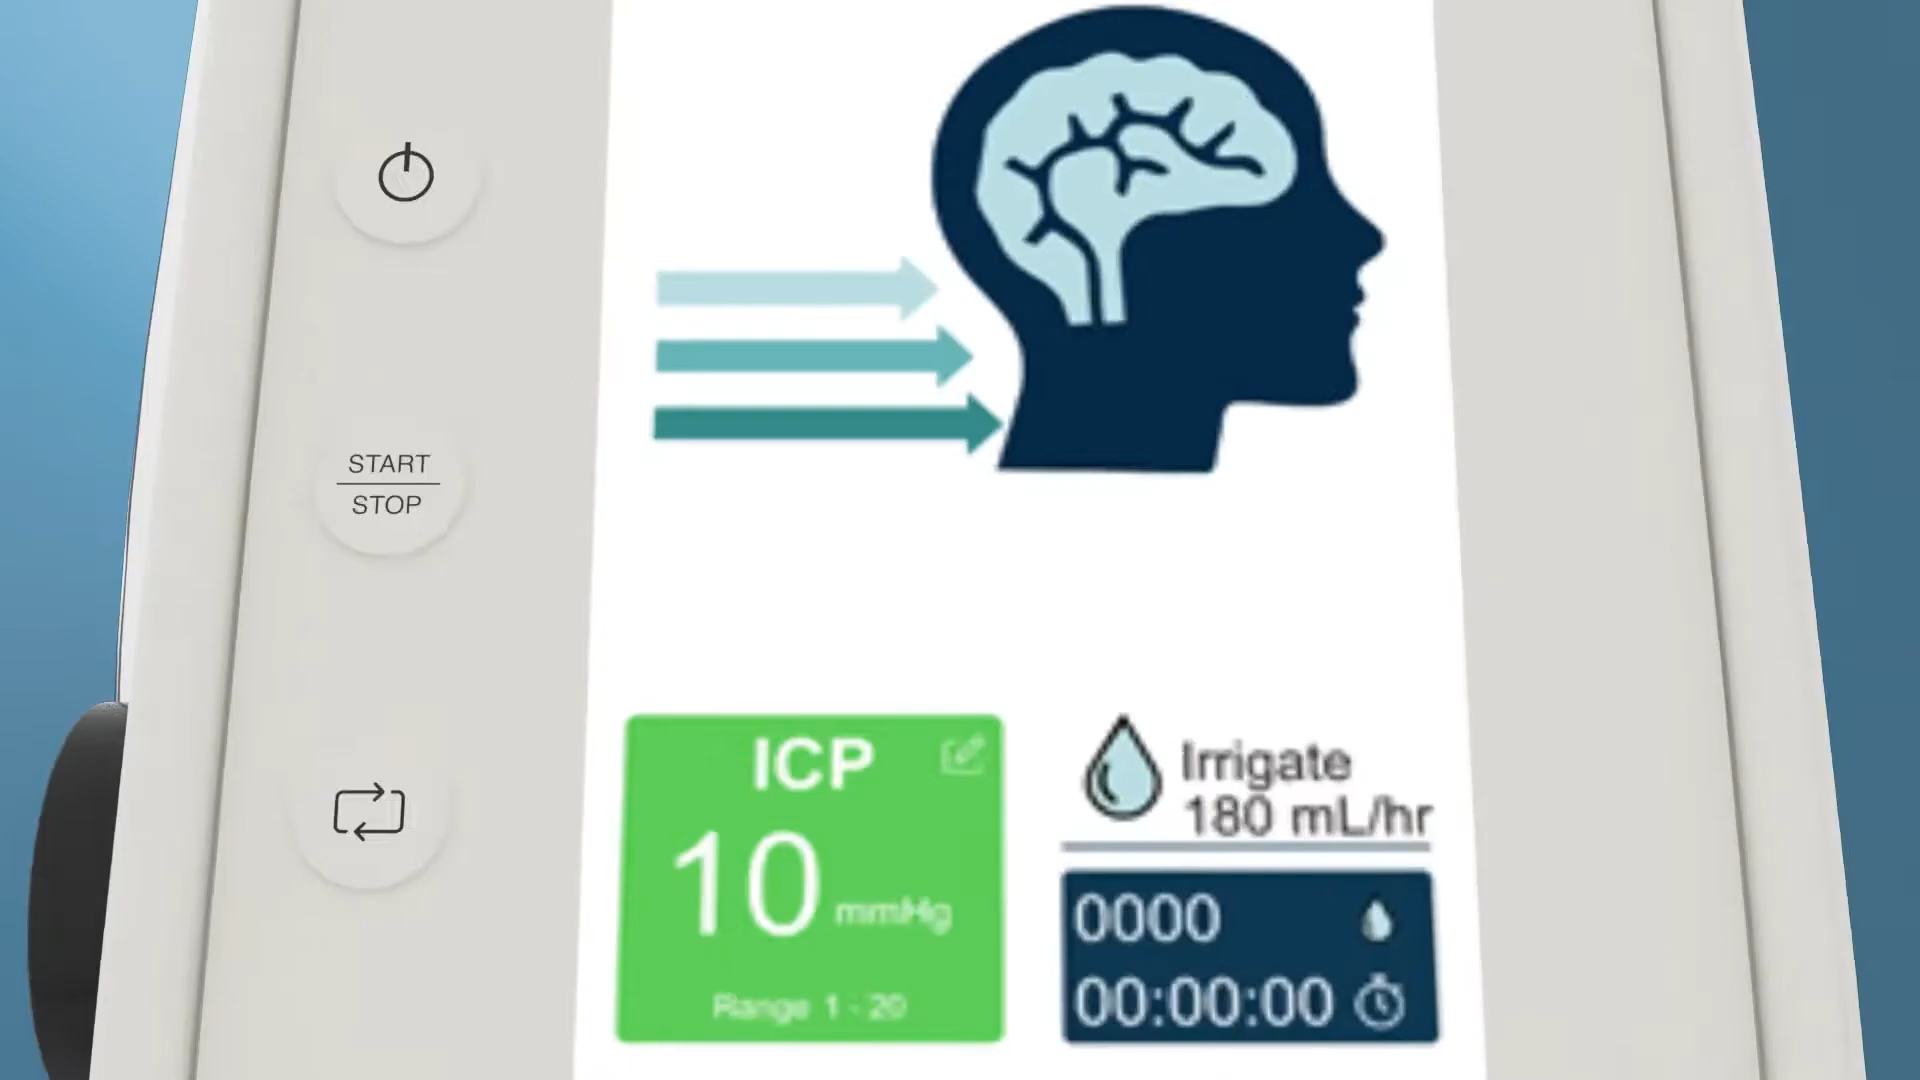 START
STOP
ICP
10 mmHg
Range 1 - 20
Irrigate
180 mL/hr
0000
00:00:00